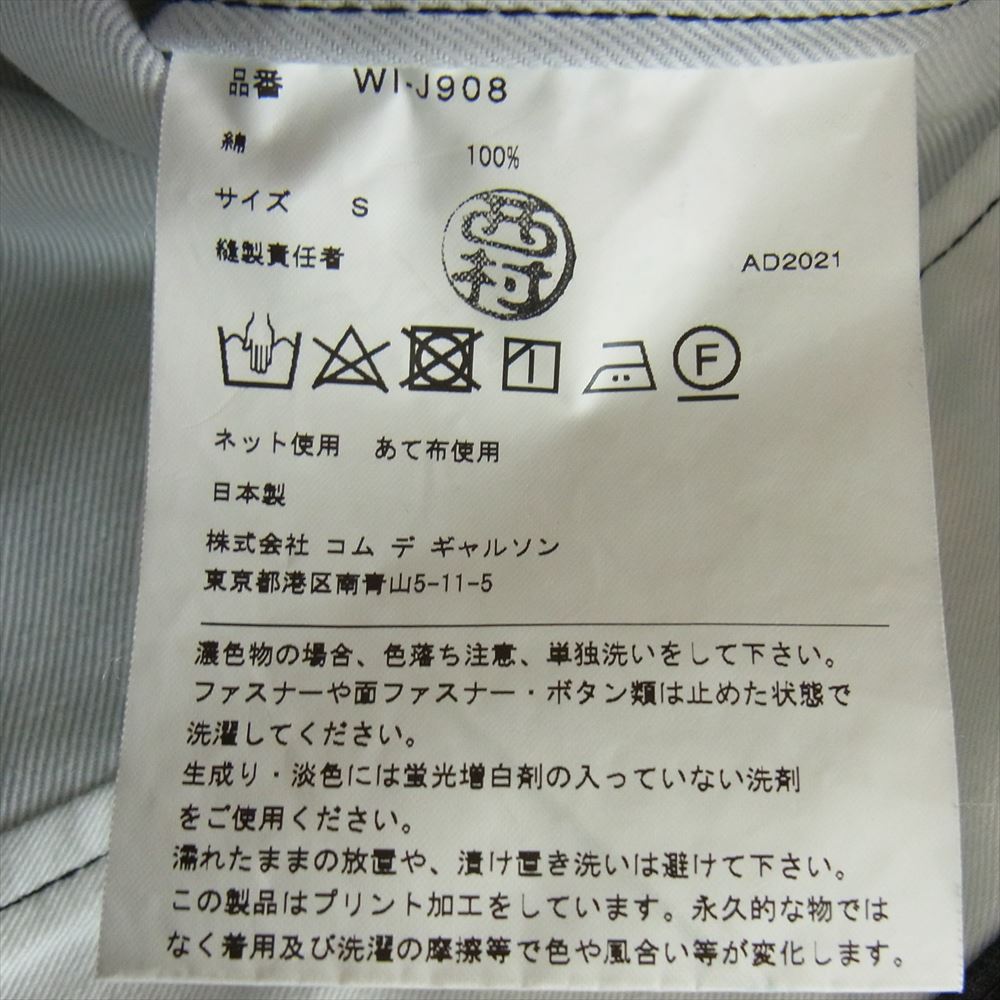 品番 WI-J908
綿 100%
サイズ S
縫製責任者 西村 AD2021
F
ネット使用 あて布使用
日本製
株式会社 コム デ ギャルソン
東京都港区南青山5-11-5
濃色物の場合、色落ち注意、単独洗いをして下さい。
ファスナーや面ファスナー・ボタン類は止めた状態で
洗濯してください。
生成り・淡色には蛍光増白剤の入っていない洗剤
をご使用ください。
濡れたままの放置や、漬け置き洗いは避けて下さい。
この製品はプリント加工をしています。永久的な物では
なく着用及び洗濯の摩擦等で色や風合い等が変化します。